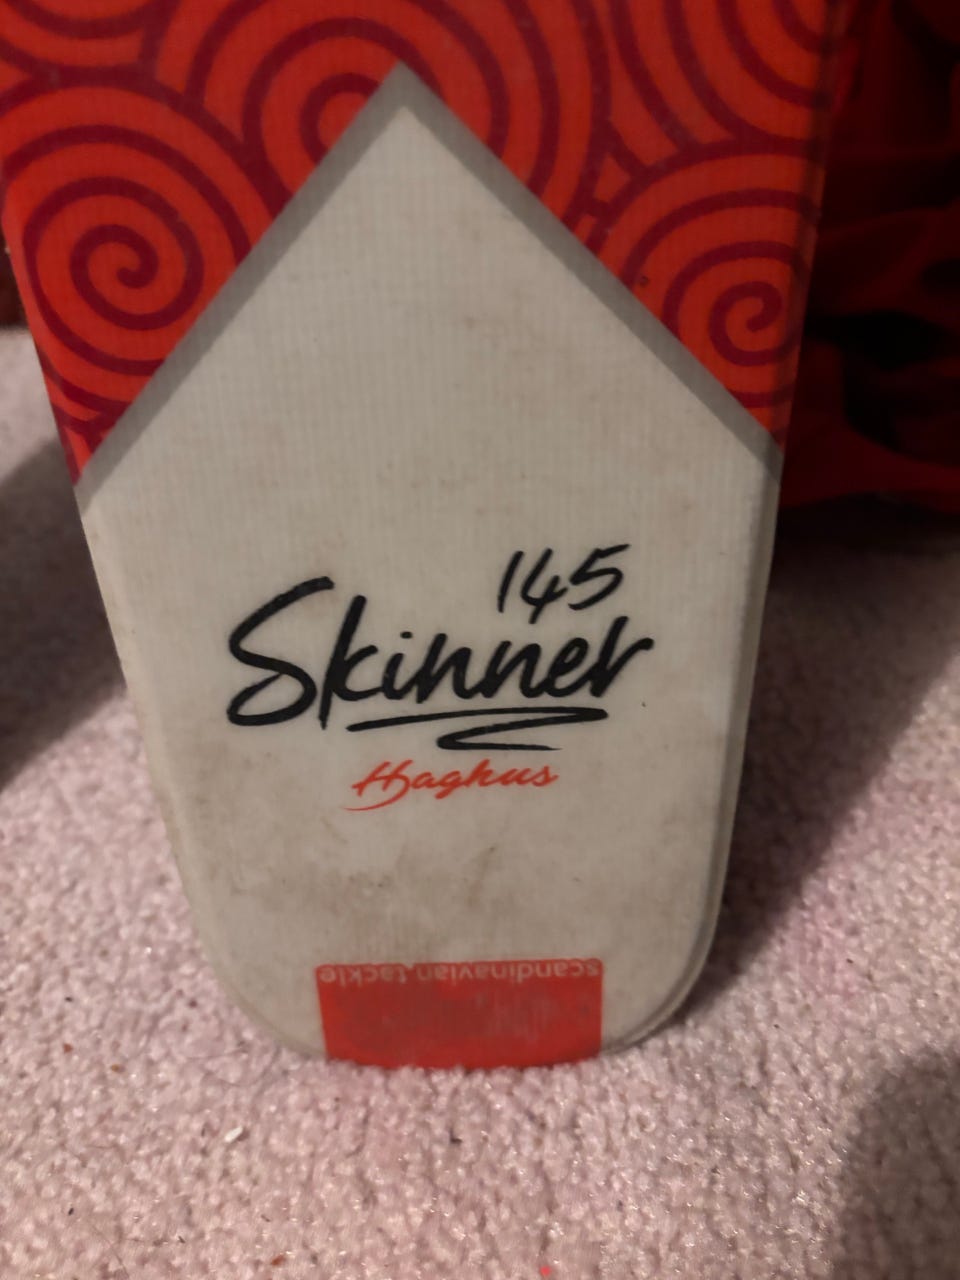 145
Skinner
Haghus
scandinavian tackle